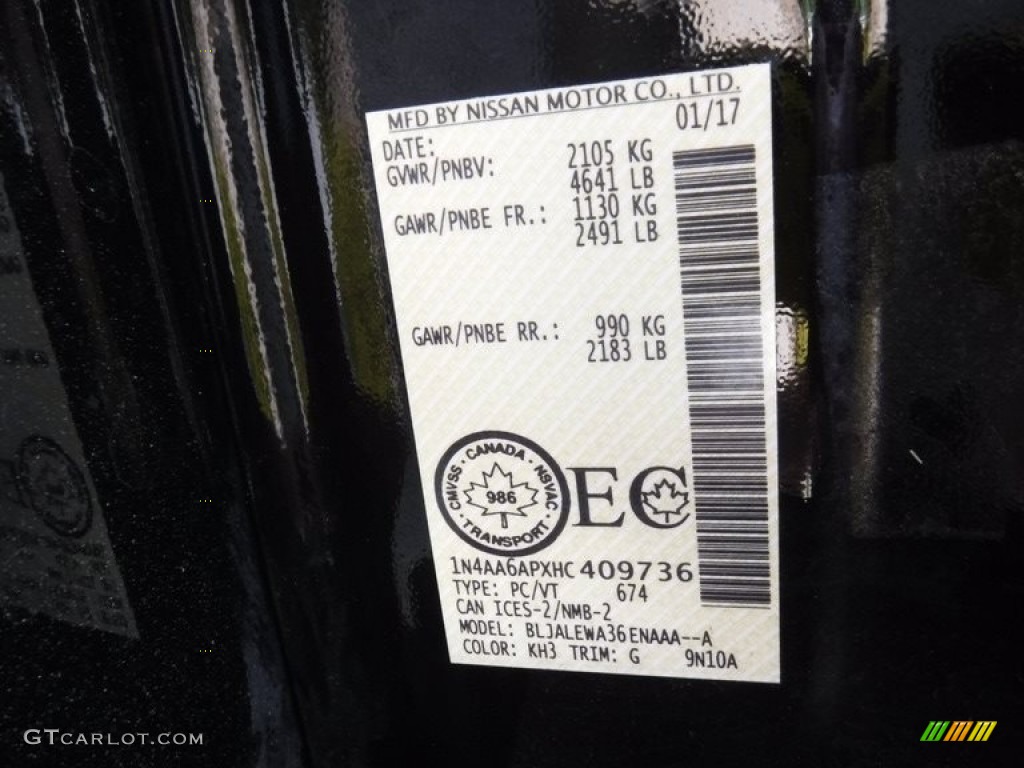 MFD BY NISSAN MOTOR CO., LTD.
DATE: 01/17
GVWR/PNBV: 2105 KG
4641 LB
GAWR/PNBE FR.: 1130 KG
2491 LB
GAWR/PNBE RR.: 990 KG
2183 LB
CANADA
CMVSS · NSVAC
986
TRANSPORT
EC
1N4AA6APXHC409736
TYPE: PC/VT 674
CAN ICES-2/NMB-2
MODEL: BLJALEWA36ENAAA--A
COLOR: KH3 TRIM: G 9N10A
GTCARLOT.COM